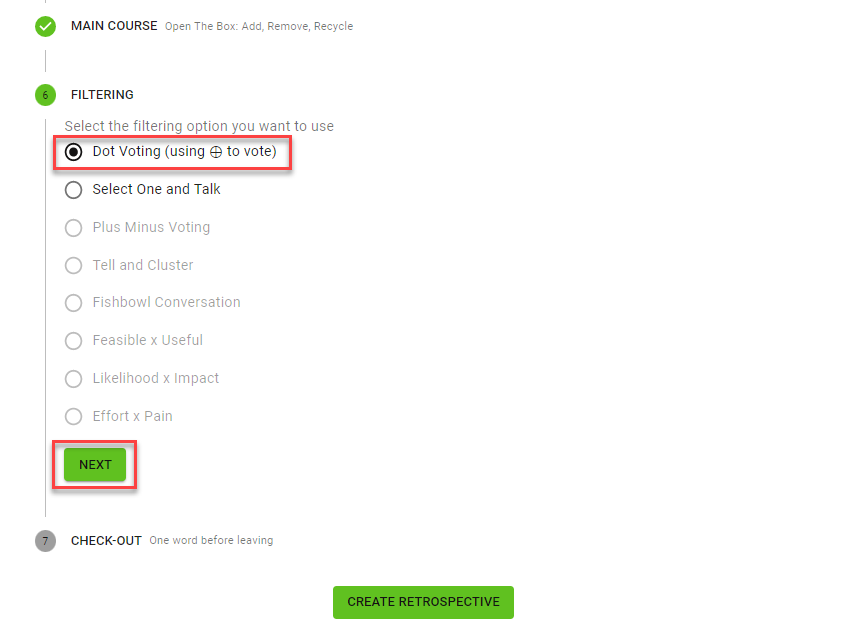 MAIN COURSE Open The Box: Add, Remove, Recycle
6 FILTERING
Select the filtering option you want to use
Dot Voting (using ⊕ to vote)
Select One and Talk
Plus Minus Voting
Tell and Cluster
Fishbowl Conversation
Feasible x Useful
Likelihood x Impact
Effort x Pain
NEXT
7 CHECK-OUT One word before leaving
CREATE RETROSPECTIVE